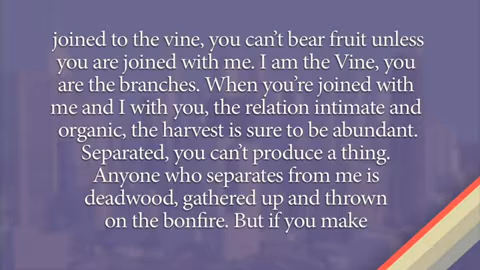 joined to the vine, you can’t bear fruit unless
you are joined with me. I am the Vine, you
are the branches. When you’re joined with
me and I with you, the relation intimate and
organic, the harvest is sure to be abundant.
Separated, you can’t produce a thing.
Anyone who separates from me is
deadwood, gathered up and thrown
on the bonfire. But if you make